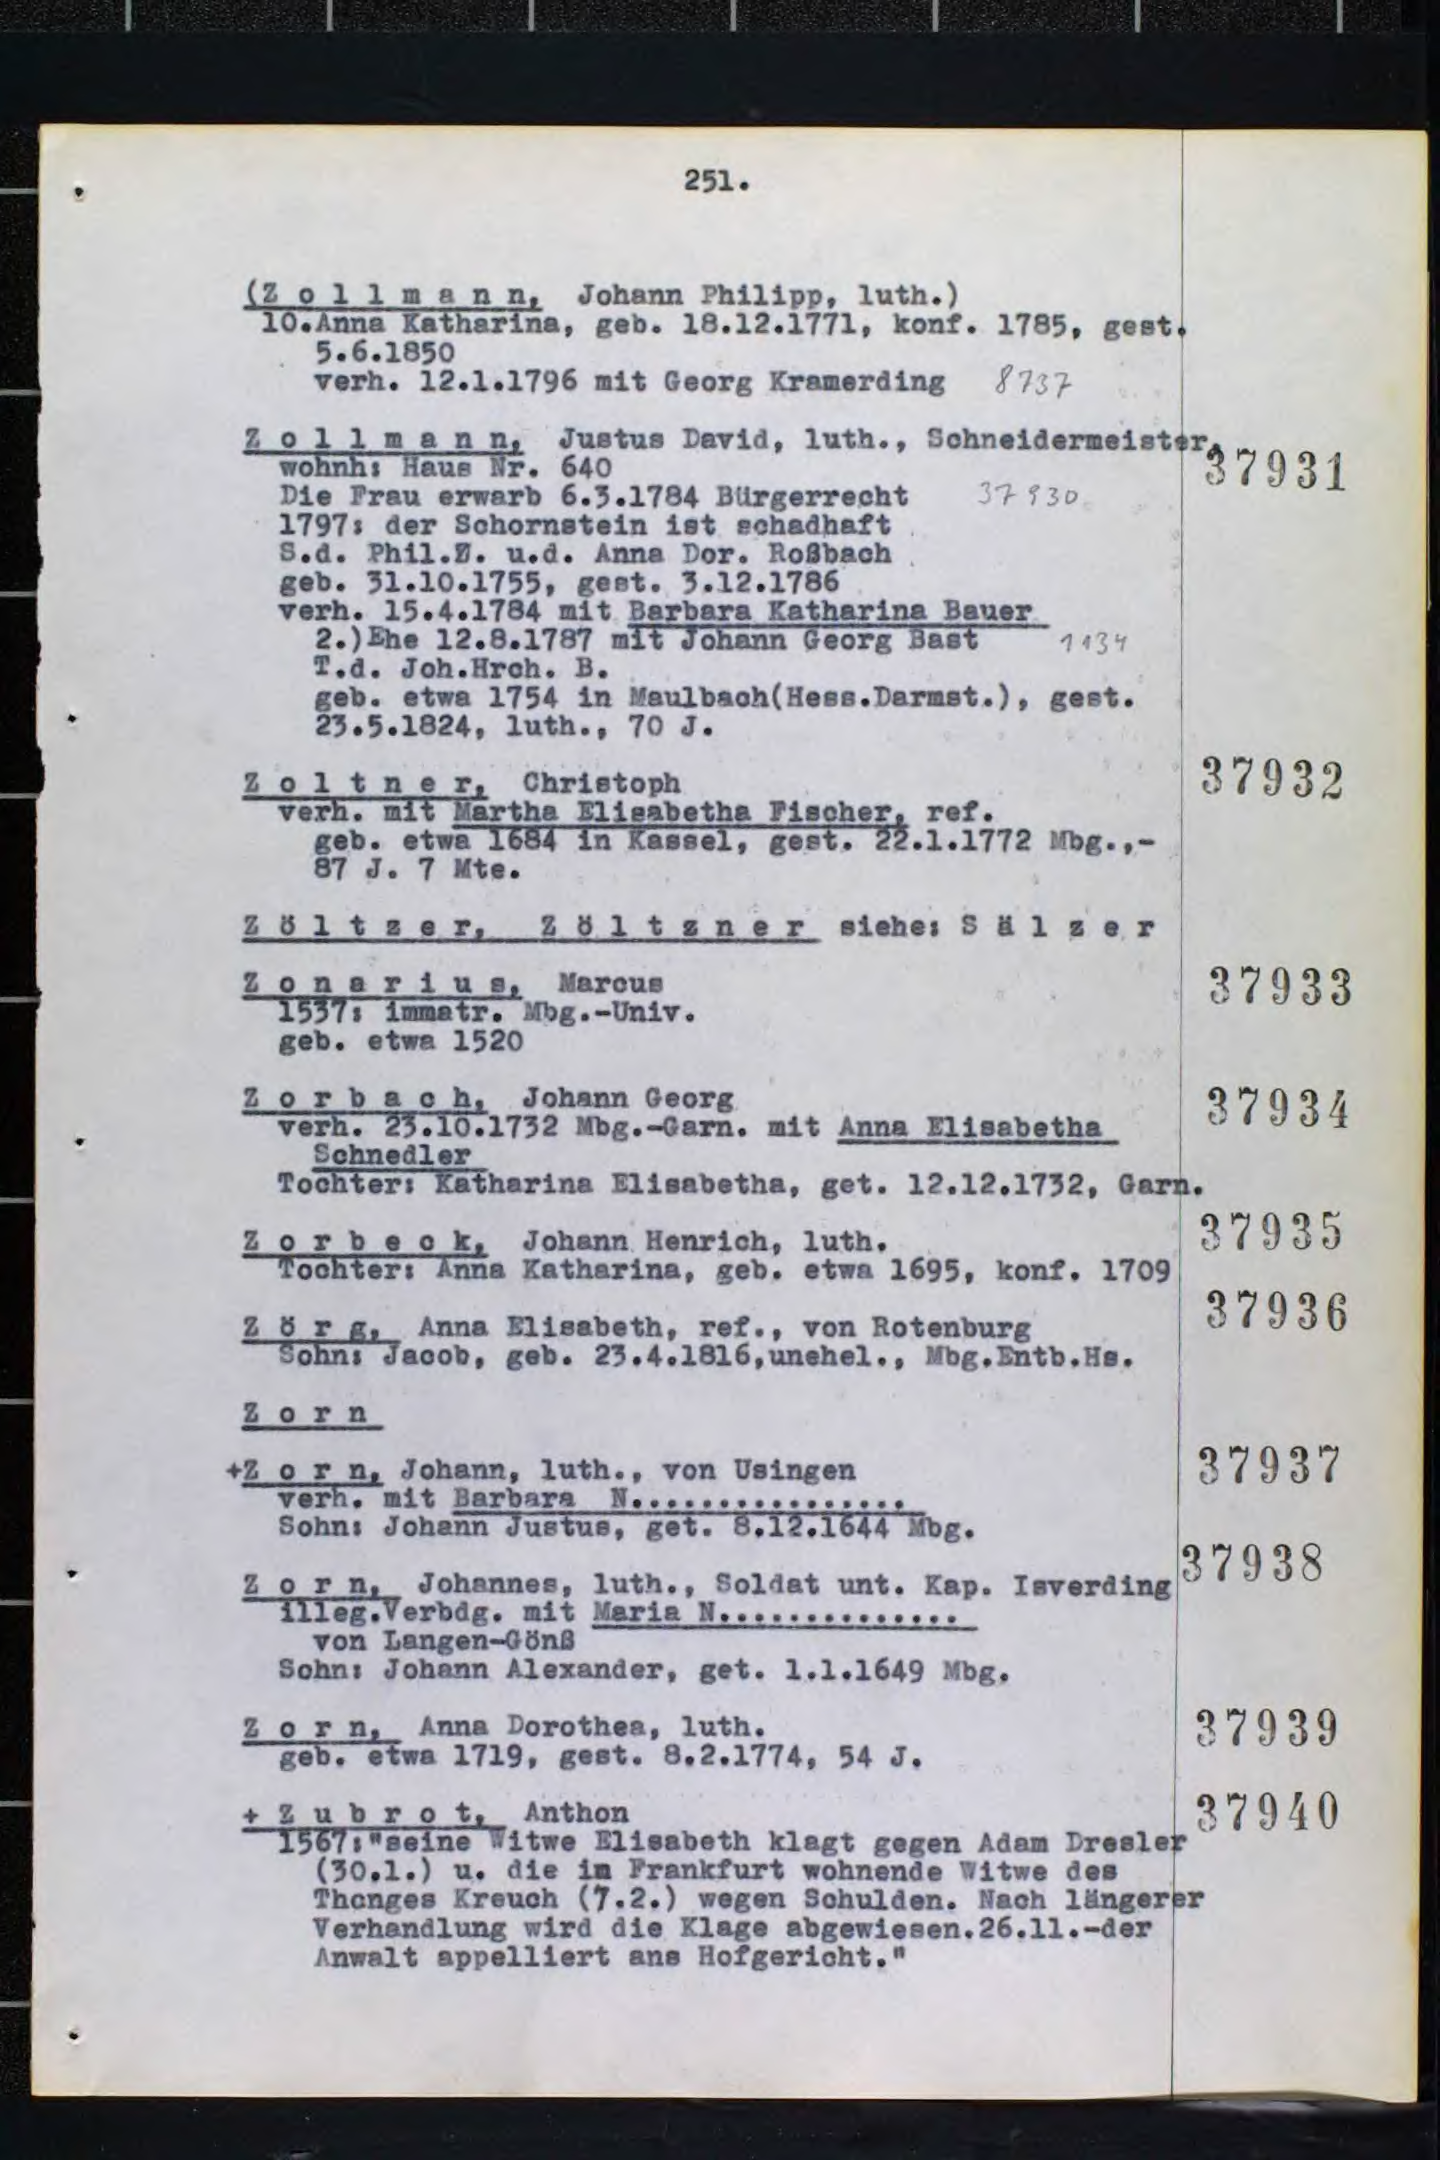 251.
(Z o l l m a n n, Johann Philipp, luth.)
10.Anna Katharina, geb. 18.12.1771, konf. 1785, gest.
5.6.1850
verh. 12.1.1796 mit Georg Kramerding 8737
Z o l l m a n n, Justus David, luth., Schneidermeister,
37931
wohnh: Haus Nr. 640
Die Frau erwarb 6.3.1784 Bürgerrecht 37930
1797: der Schornstein ist schadhaft
S.d. Phil.Z. u.d. Anna Dor. Roßbach
geb. 31.10.1755, gest. 3.12.1786
verh. 15.4.1784 mit Barbara Katharina Bauer
2.)Ehe 12.8.1787 mit Johann Georg Bast 1134
T.d. Joh.Hrch. B.
geb. etwa 1754 in Maulbach(Hess.Darmst.), gest.
23.5.1824, luth., 70 J.
Z o l t n e r, Christoph 37932
verh. mit Martha Elisabetha Fischer, ref.
geb. etwa 1684 in Kassel, gest. 22.1.1772 Mbg.,-
87 J. 7 Mte.
Z ö l t z e r, Z ö l t z n e r siehe: S ä l z e r
Z o n a r i u s, Marcus 37933
1537: immatr. Mbg.-Univ.
geb. etwa 1520
Z o r b a c h, Johann Georg 37934
verh. 23.10.1732 Mbg.-Garn. mit Anna Elisabetha
Schnedler
Tochter: Katharina Elisabetha, get. 12.12.1732, Garn.
Z o r b e c k, Johann Henrich, luth. 37935
Tochter: Anna Katharina, geb. etwa 1695, konf. 1709
Z ö r g, Anna Elisabeth, ref., von Rotenburg 37936
Sohn: Jacob, geb. 23.4.1816,unehel., Mbg.Entb.Hs.
Z o r n
+Z o r n, Johann, luth., von Usingen 37937
verh. mit Barbara N................
Sohn: Johann Justus, get. 8.12.1644 Mbg.
Z o r n, Johannes, luth., Soldat unt. Kap. Isverding 37938
illeg.Verbdg. mit Maria N..............
von Langen-Gönß
Sohn: Johann Alexander, get. 1.1.1649 Mbg.
Z o r n, Anna Dorothea, luth. 37939
geb. etwa 1719, gest. 8.2.1774, 54 J.
+ Z u b r o t, Anthon 37940
1567:"seine Witwe Elisabeth klagt gegen Adam Dresler
(30.1.) u. die in Frankfurt wohnende Witwe des
Thonges Kreuch (7.2.) wegen Schulden. Nach längerer
Verhandlung wird die Klage abgewiesen.26.11.-der
Anwalt appelliert ans Hofgericht."